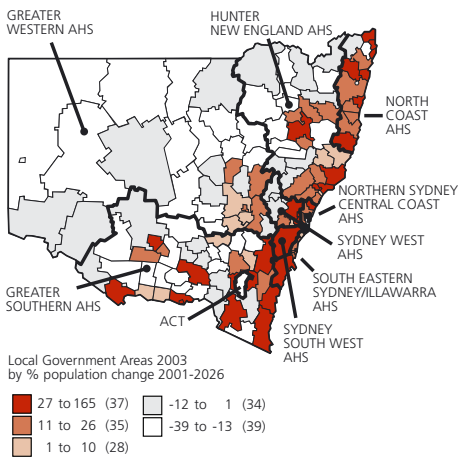 GREATER
WESTERN AHS
HUNTER
NEW ENGLAND AHS
NORTH
COAST
AHS
NORTHERN SYDNEY
CENTRAL COAST
AHS
SYDNEY WEST
AHS
SOUTH EASTERN
SYDNEY/ILLAWARRA
AHS
GREATER
SOUTHERN AHS
ACT
SYDNEY
SOUTH WEST
AHS
Local Government Areas 2003
by % population change 2001-2026
27 to 165 (37)
11 to 26 (35)
1 to 10 (28)
-12 to 1 (34)
-39 to -13 (39)